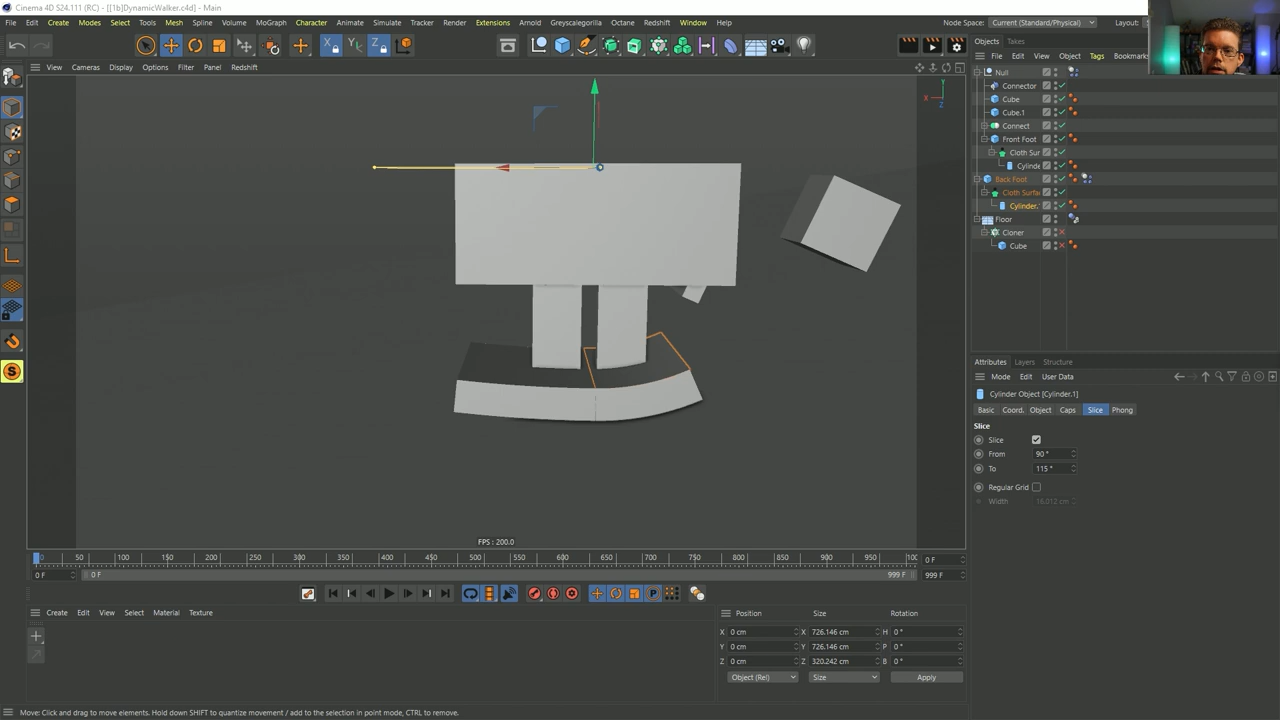 Cinema 4D S24.111 (RC) - [[1b]DynamicWalker.c4d] - Main
File Create Modes Select Tools Mesh Spline Volume MoGraph Character Animate Simulate Tracker Render Extensions Arnold Greyscalegorilla Octane Redshift Window Help
Node Space: Current (Standard/Physical) Layout:
View Cameras Display Options Filter Panel Redshift
Objects Takes
File Edit View Object Tags Bookmarks
Null
Connector
Cube
Cube.1
Connect
Front Foot
Cloth Sur
Cylinde
Back Foot
Cloth Surfa
Cylinder.
Floor
Cloner
Cube
Y
X
Z
FPS : 200.0
Attributes Layers Structure
Mode Edit User Data
Cylinder Object [Cylinder.1]
Basic Coord. Object Caps Slice Phong
Slice
Slice
From 90 °
To 115 °
Regular Grid
Width 16.012 cm
0 50 100 150 200 250 300 350 400 450 500 550 600 650 700 750 800 850 900 950 100
0 F
0 F 0 F 999 F 999 F
Create Edit View Select Material Texture
Position Size Rotation
X 0 cm X 726.146 cm H 0 °
Y 0 cm Y 726.146 cm P 0 °
Z 0 cm Z 320.242 cm B 0 °
Object (Rel) Size Apply
Move: Click and drag to move elements. Hold down SHIFT to quantize movement / add to the selection in point mode, CTRL to remove.